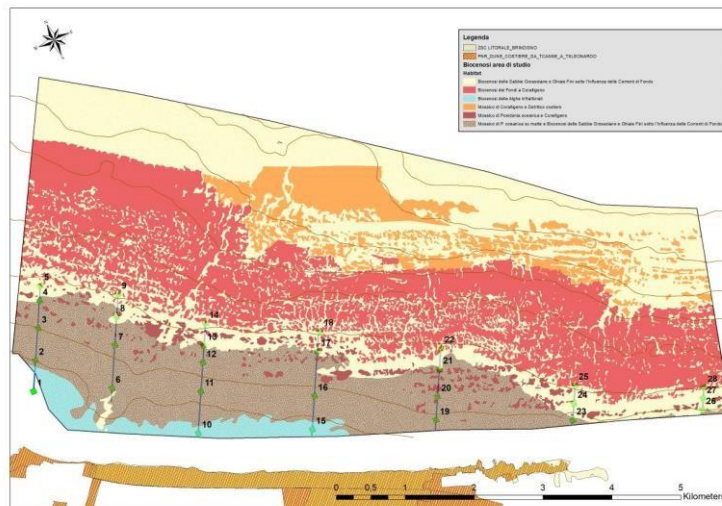 Legenda
ZSC LITORALE_BRINDISINO
PNR_DUNE_COSTIERE_DA_TCANNE_A_TSLEONARDO
Biocenosi area di studio
Habitat
Biocenosi delle Sabbie Grossolane e Ghiaie Fini sotto l'Influenza delle Correnti di Fondo
Biocenosi dei Fondi a Coralligeno
Biocenosi delle Alghe Infralitorali
Mosaico di Coralligeno e Detritico costiero
Mosaico di Posidonia oceanica e Coralligeno
Mosaico di P. oceanica su matte e Biocenosi delle Sabbie Grossolane e Ghiaie Fini sotto l'Influenza delle Correnti di Fondo
5
9
4
8
14
18
3
7
13
17
22
12
21
2
25
28
1
6
11
16
20
24
27
26
10
15
19
23
0
1
2
3
4
5
Kilometers